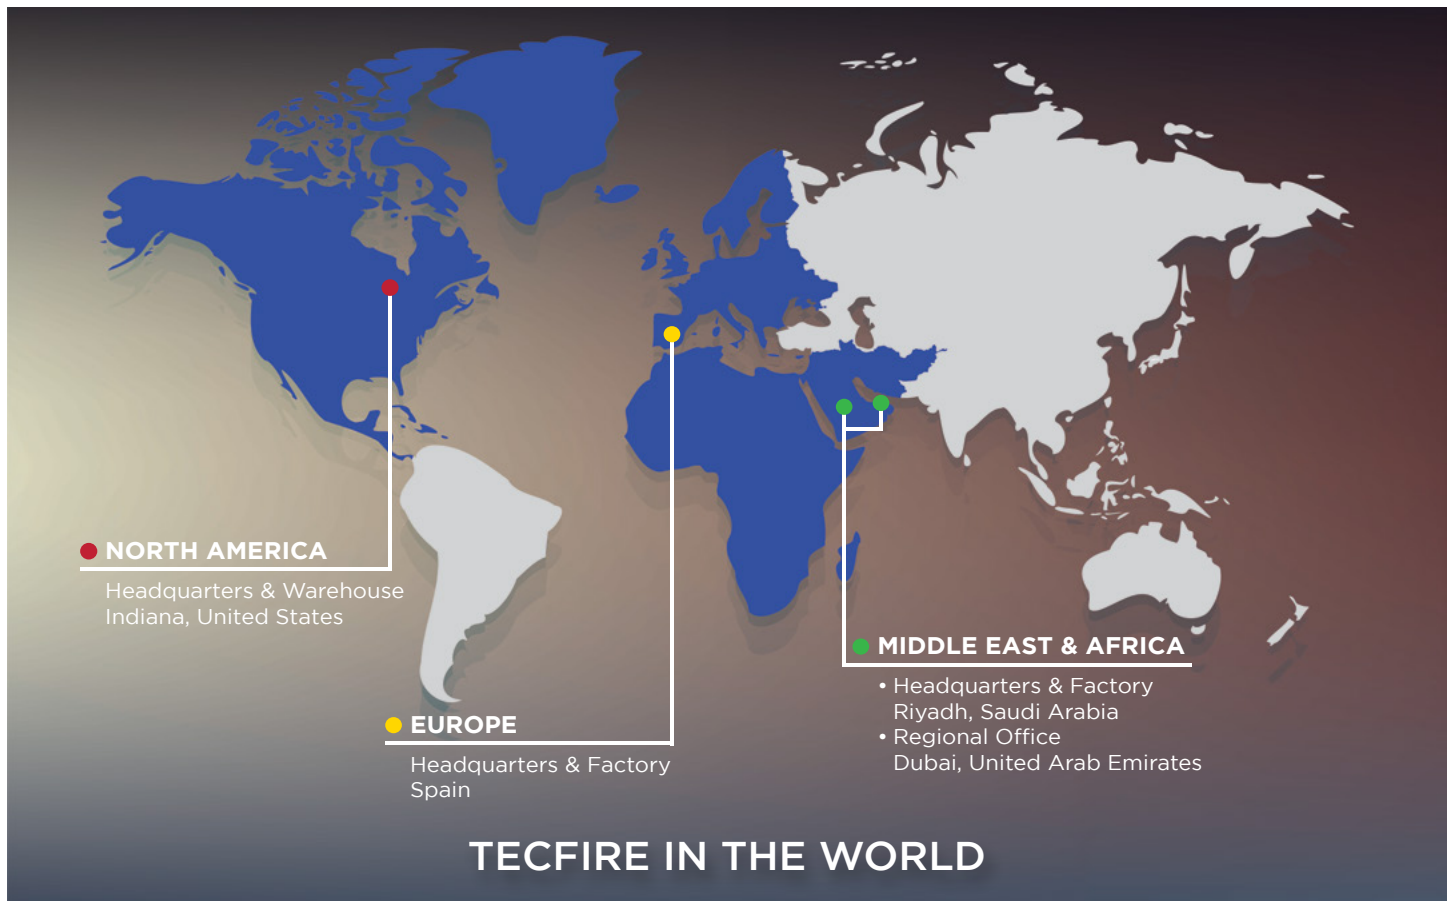 NORTH AMERICA
Headquarters & Warehouse
Indiana, United States
EUROPE
Headquarters & Factory
Spain
MIDDLE EAST & AFRICA
• Headquarters & Factory
Riyadh, Saudi Arabia
• Regional Office
Dubai, United Arab Emirates
TECFIRE IN THE WORLD